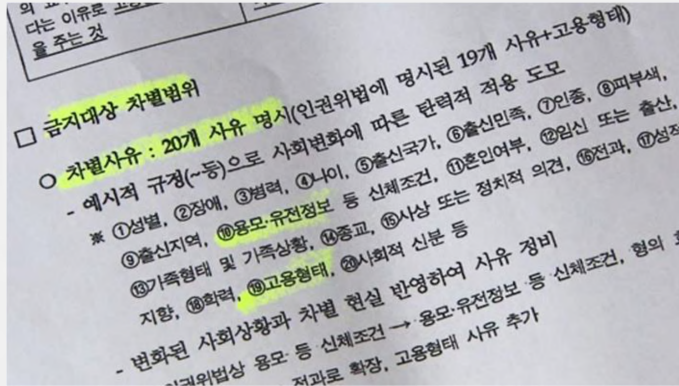 다는 이유로
을 주는 것
□ 금지대상 차별범위
○ 차별사유 : 20개 사유 명시(인권위법에 명시된 19개 사유+고용형태)
- 예시적 규정(~등)으로 사회변화에 따른 탄력적 적용 도모
※ ①성별, ②장애, ③병력, ④나이, ⑤출신국가, ⑥출신민족, ⑦인종, ⑧피부색,
⑨출신지역, ⑩용모·유전정보 등 신체조건, ⑪혼인여부, ⑫임신 또는 출산,
⑬가족형태 및 가족상황, ⑭종교, ⑮사상 또는 정치적 의견, ⑯전과, ⑰성적
지향, ⑱학력, ⑲고용형태, ⑳사회적 신분 등
- 변화된 사회상황과 차별 현실 반영하여 사유 정비
인권위법상 용모 등 신체조건 → 용모·유전정보 등 신체조건, 형의
전과로 확장, 고용형태 사유 추가